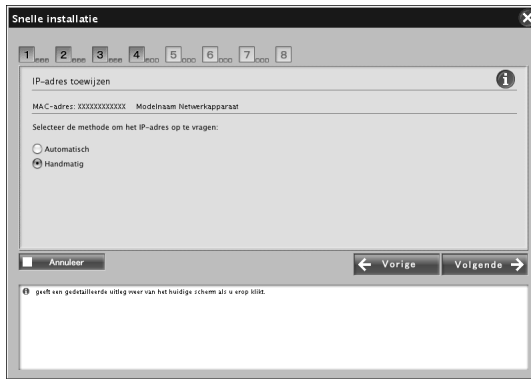 Snelle installatie
1 2 3 4 5 6 7 8
IP-adres toewijzen
MAC-adres: XXXXXXXXXXXX Modelnaam Netwerkapparaat
Selecteer de methode om het IP-adres op te vragen:
Automatisch
Handmatig
Annuleer
Vorige
Volgende
geeft een gedetailleerde uitleg weer van het huidige scherm als u erop klikt.